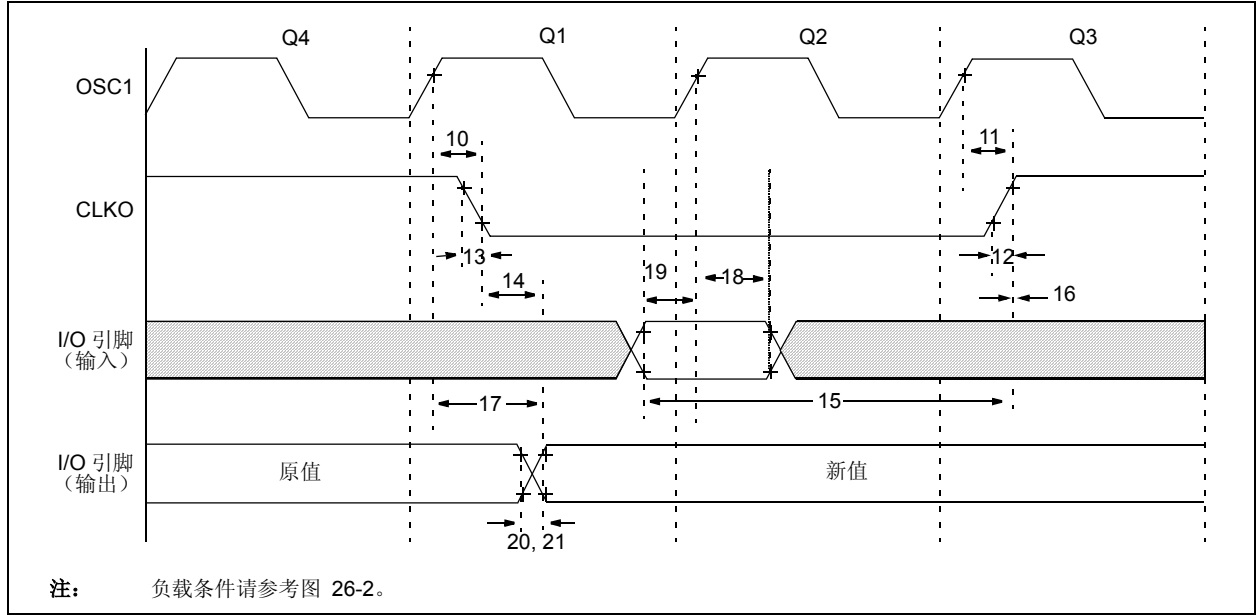 Q4 Q1 Q2 Q3
OSC1
10 11
CLKO
13 12
14 19 18
16
I/O 引脚
（输入）
17 15
I/O 引脚
（输出）
原值 新值
20, 21
注： 负载条件请参考图 26-2。